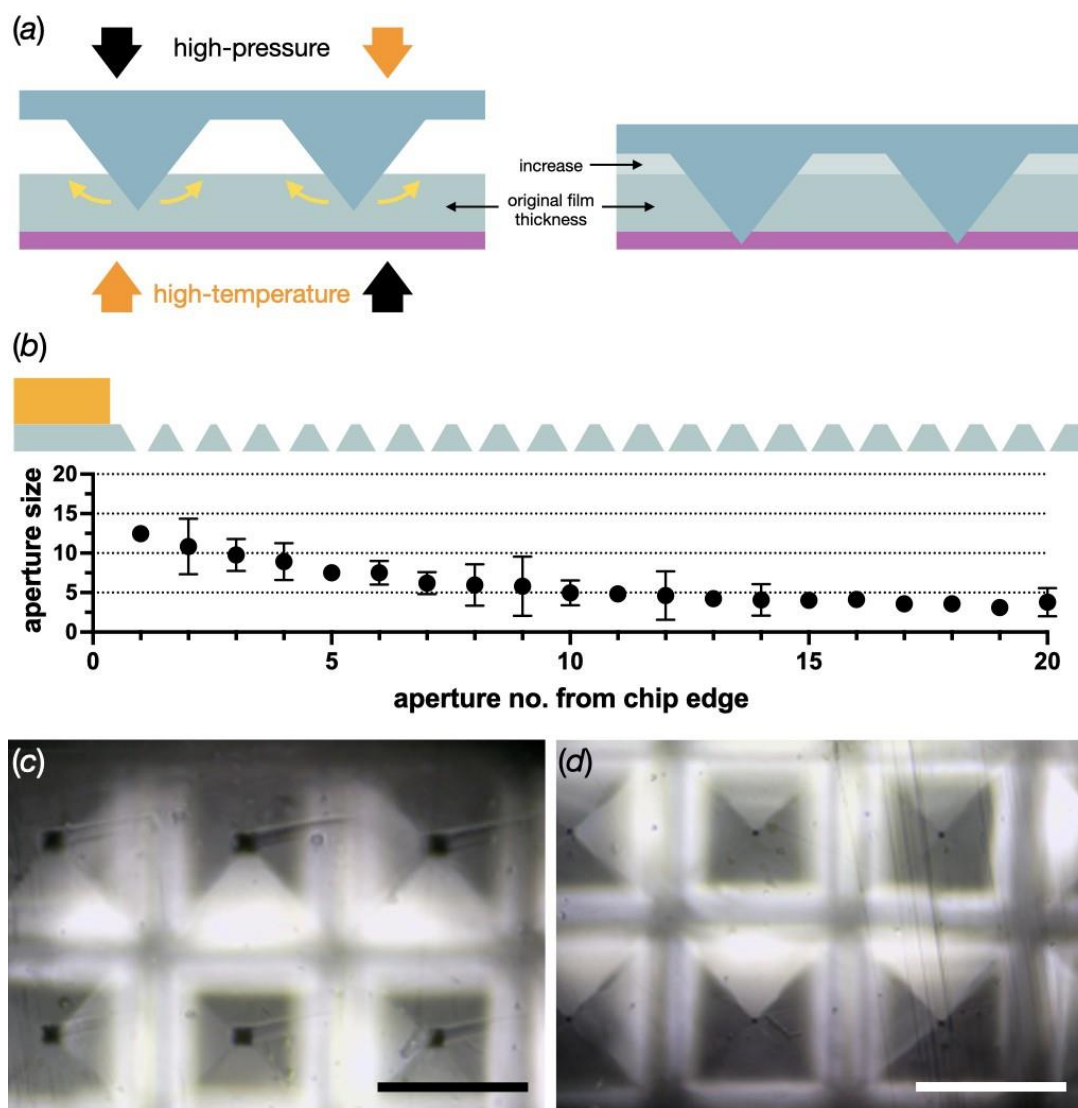 (a)
high-pressure
increase
original film
thickness
high-temperature
(b)
20
15
10
5
0
aperture size
0 5 10 15 20
aperture no. from chip edge
(c) (d)